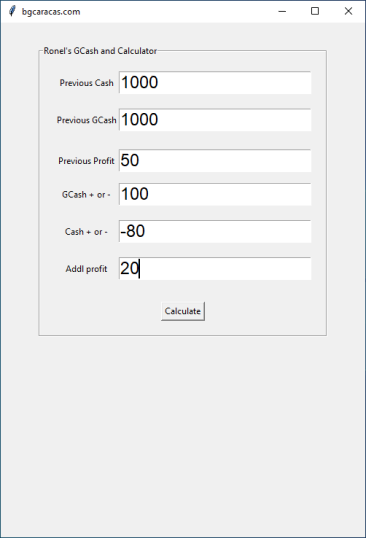 bgcaracas.com
Ronel's GCash and Calculator
Previous Cash 1000
Previous GCash 1000
Previous Profit 50
GCash + or - 100
Cash + or - -80
Addl profit 20
Calculate